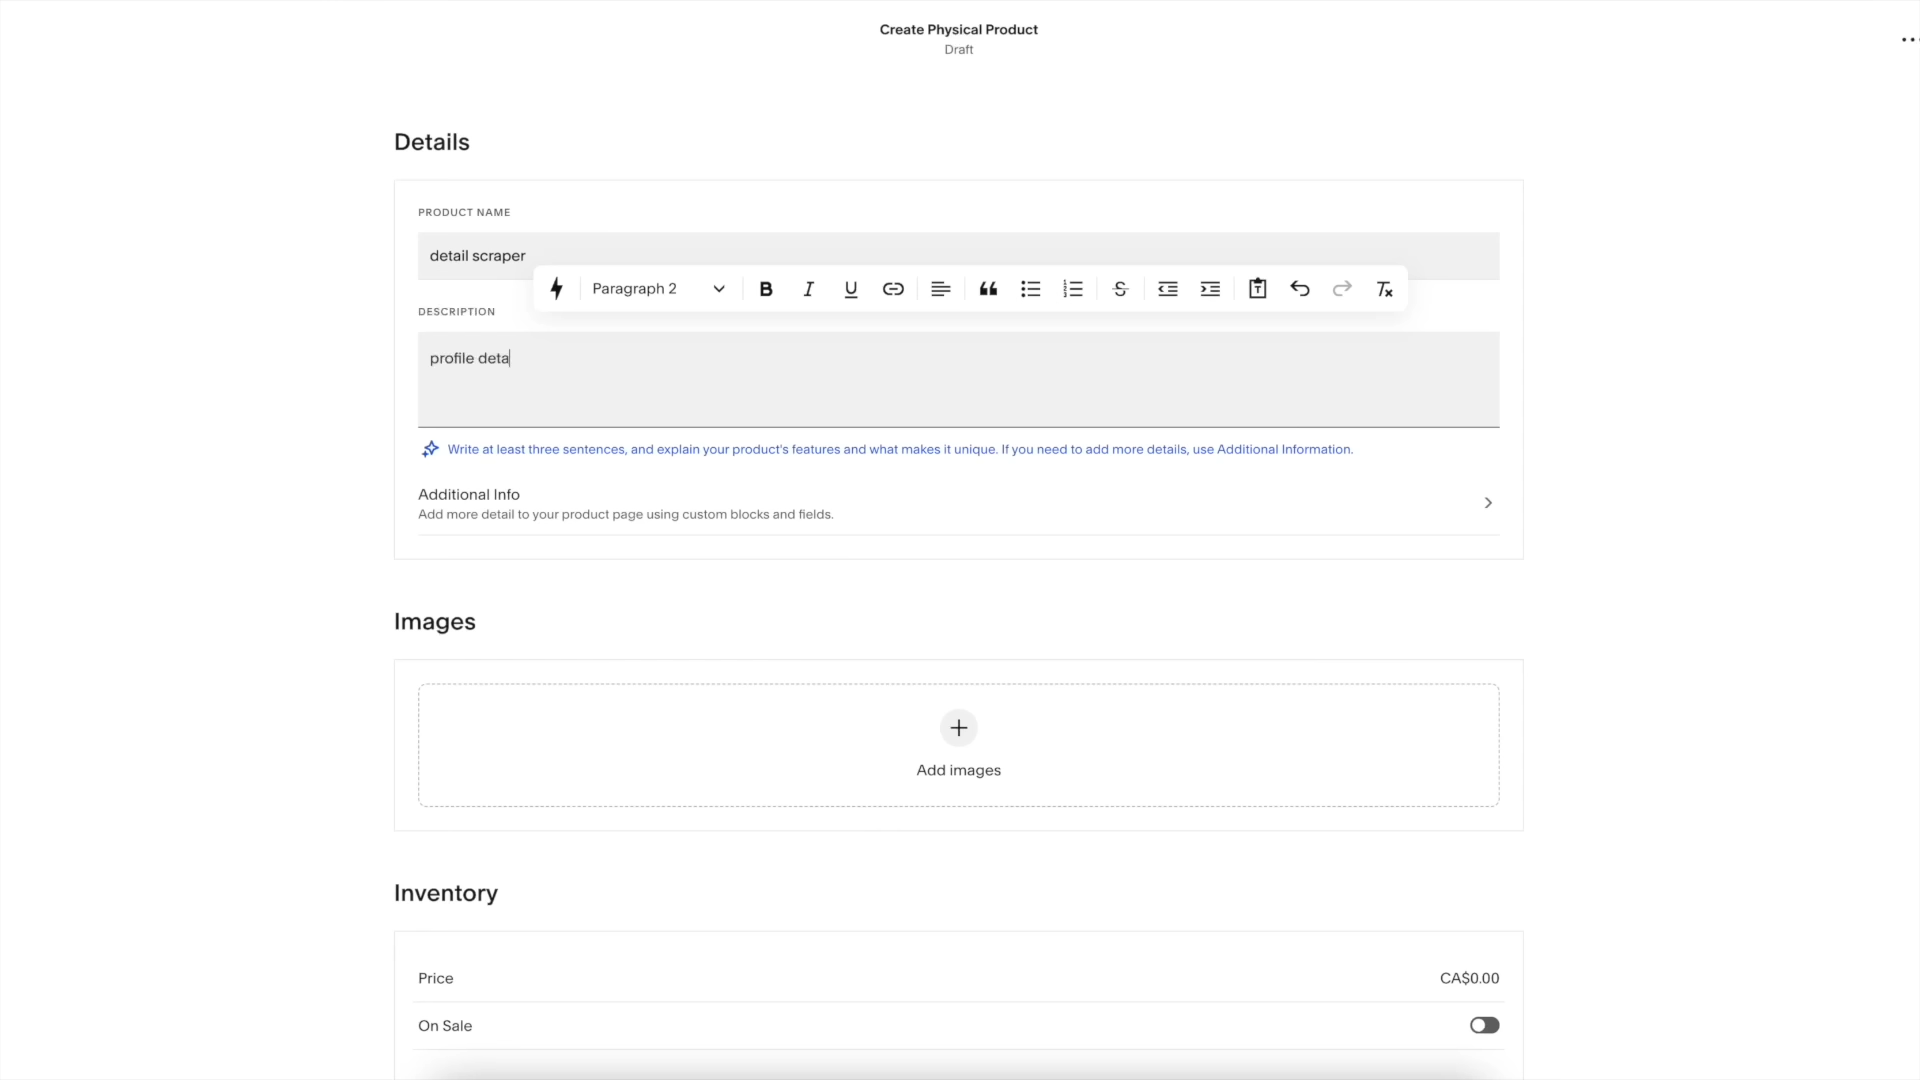 Create Physical Product
Draft
Details
PRODUCT NAME
detail scraper
Paragraph 2
DESCRIPTION
profile deta
Write at least three sentences, and explain your product's features and what makes it unique. If you need to add more details, use Additional Information.
Additional Info
Add more detail to your product page using custom blocks and fields.
Images
Add images
Inventory
Price CA$0.00
On Sale